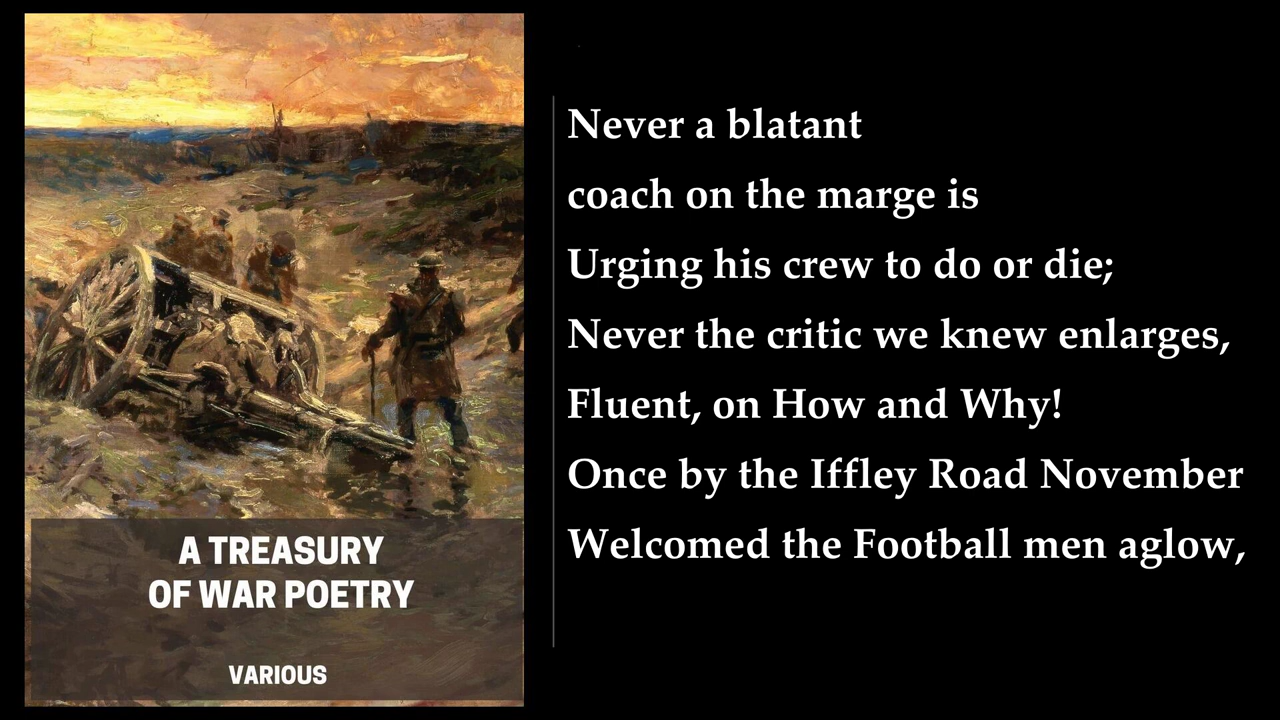 A TREASURY
OF WAR POETRY
VARIOUS
Never a blatant
coach on the marge is
Urging his crew to do or die;
Never the critic we knew enlarges,
Fluent, on How and Why!
Once by the Iffley Road November
Welcomed the Football men aglow,